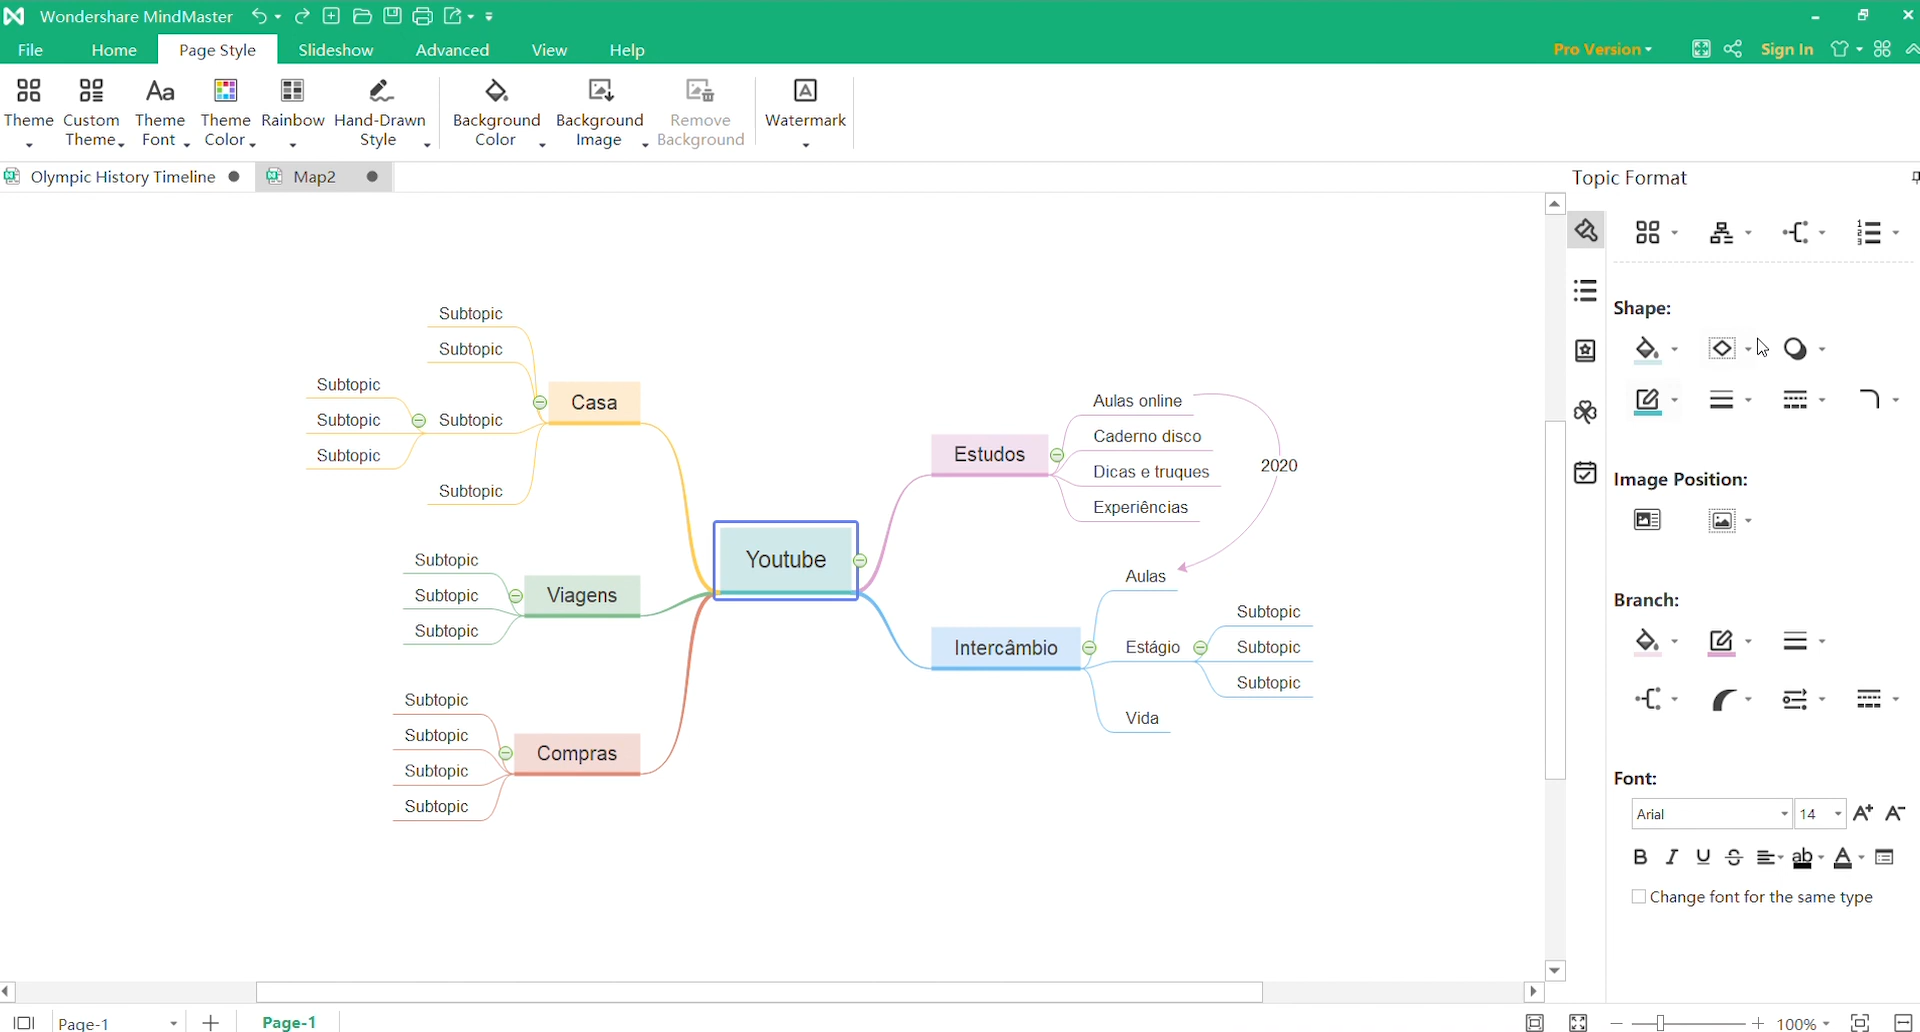 Wondershare MindMaster
File Home Page Style Slideshow Advanced View Help
Pro Version Sign In
Theme Custom Theme Theme Font Theme Color Rainbow Hand-Drawn Style Background Color Background Image Remove Background Watermark
Olympic History Timeline Map2
Topic Format
Shape:
Image Position:
Branch:
Font:
Arial 14
Change font for the same type
Youtube
Casa
Subtopic
Subtopic
Subtopic
Subtopic
Subtopic
Subtopic
Subtopic
Viagens
Subtopic
Subtopic
Subtopic
Compras
Subtopic
Subtopic
Subtopic
Subtopic
Estudos
Aulas online
Caderno disco
Dicas e truques
Experiências
2020
Intercâmbio
Aulas
Estágio
Subtopic
Subtopic
Subtopic
Vida
Page-1 Page-1 100%